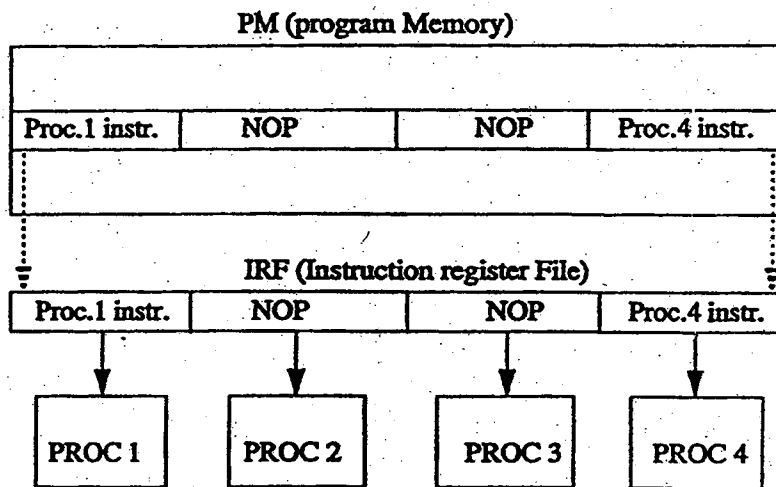 PM (program Memory)
Proc.1 instr. NOP NOP Proc.4 instr.
IRF (Instruction register File)
Proc.1 instr. NOP NOP Proc.4 instr.
PROC 1 PROC 2 PROC 3 PROC 4